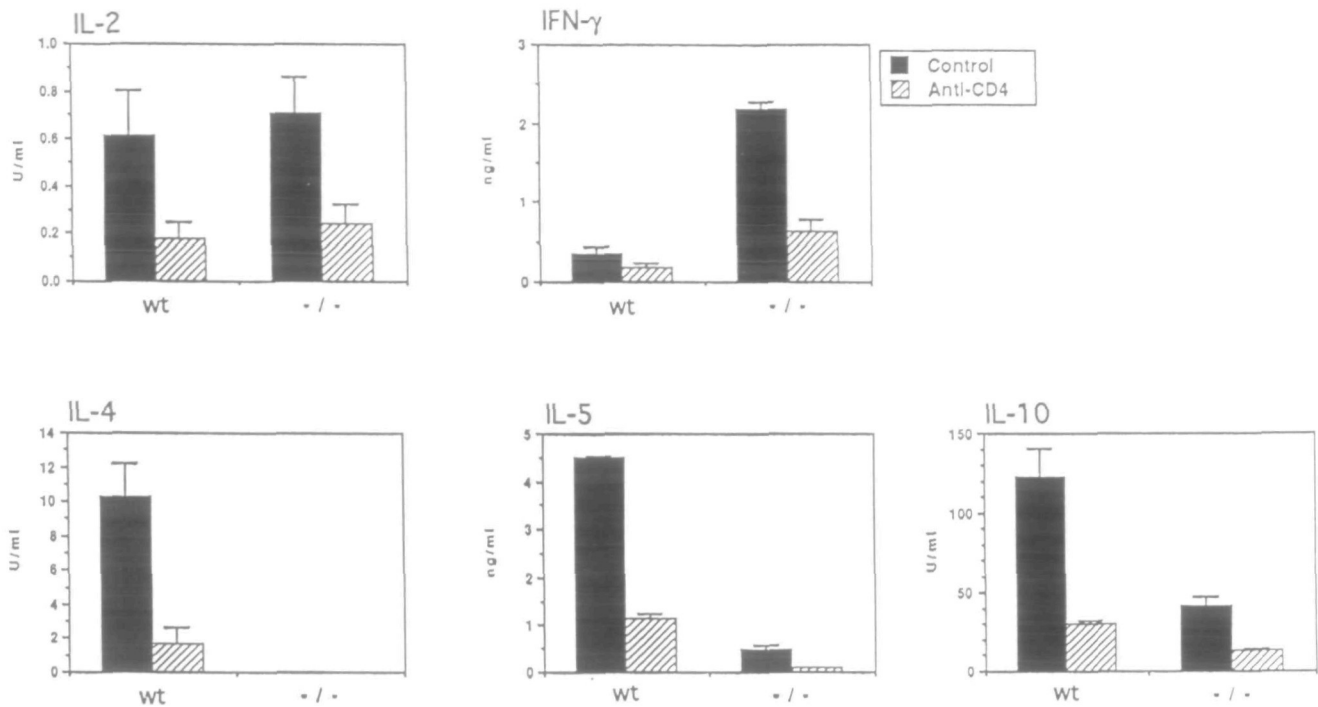 IL-2
1.0
0.8
0.6
0.4
0.2
0.0
U/ml
wt
- / -
IFN-γ
3
2
1
0
ng/ml
wt
- / -
Control
Anti-CD4
IL-4
14
12
10
8
6
4
2
0
U/ml
wt
- / -
IL-5
5
4
3
2
1
0
ng/ml
wt
- / -
IL-10
150
100
50
0
U/ml
wt
- / -